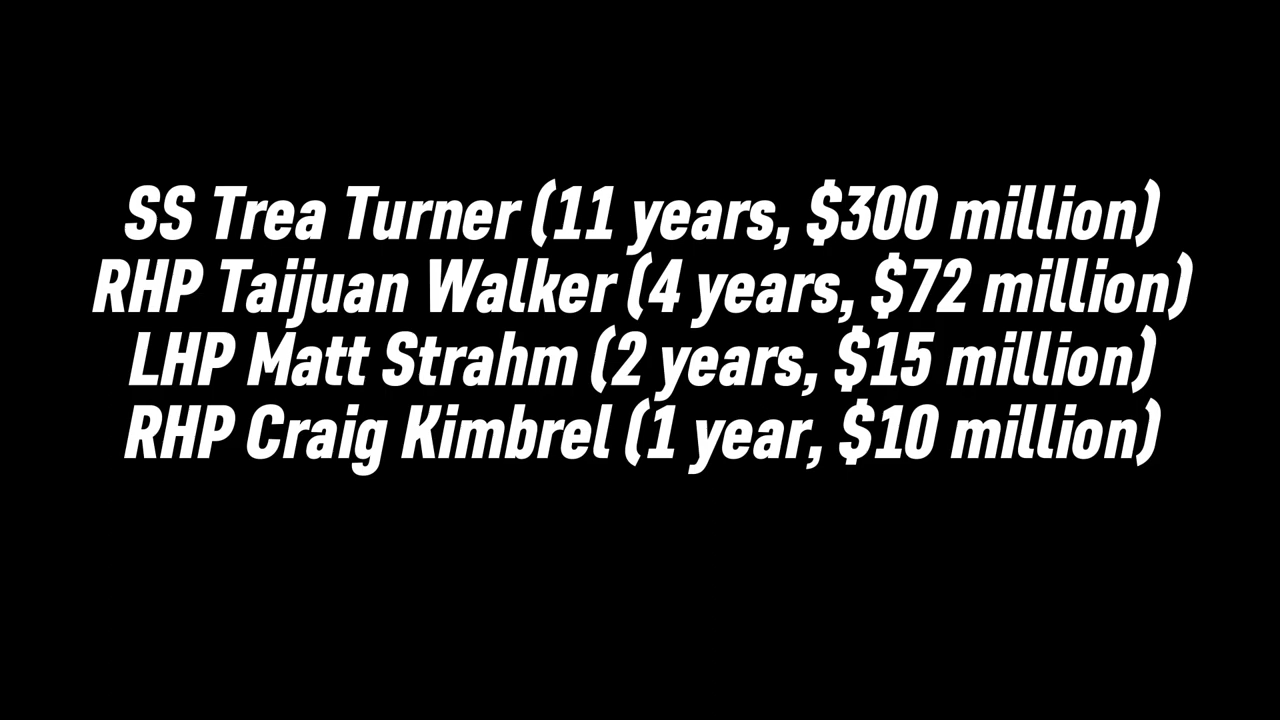 SS Trea Turner (11 years, $300 million)
RHP Taijuan Walker (4 years, $72 million)
LHP Matt Strahm (2 years, $15 million)
RHP Craig Kimbrel (1 year, $10 million)